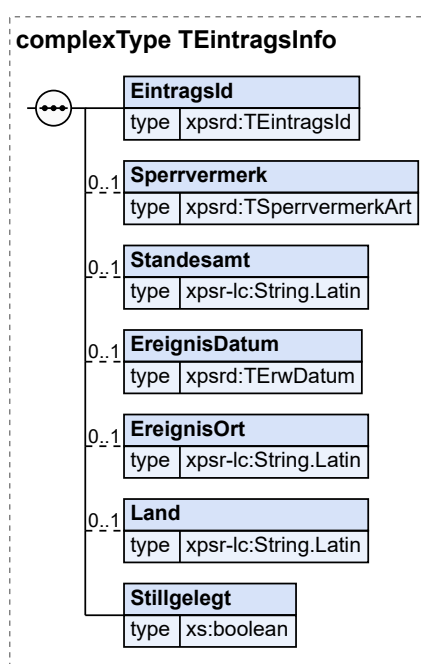 complexType TEintragsInfo
EintragsId
type xpsrd:TEintragsId
0..1 Sperrvermerk
type xpsrd:TSperrvermerkArt
0..1 Standesamt
type xpsr-lc:String.Latin
0..1 EreignisDatum
type xpsrd:TErwDatum
0..1 EreignisOrt
type xpsr-lc:String.Latin
0..1 Land
type xpsr-lc:String.Latin
Stillgelegt
type xs:boolean